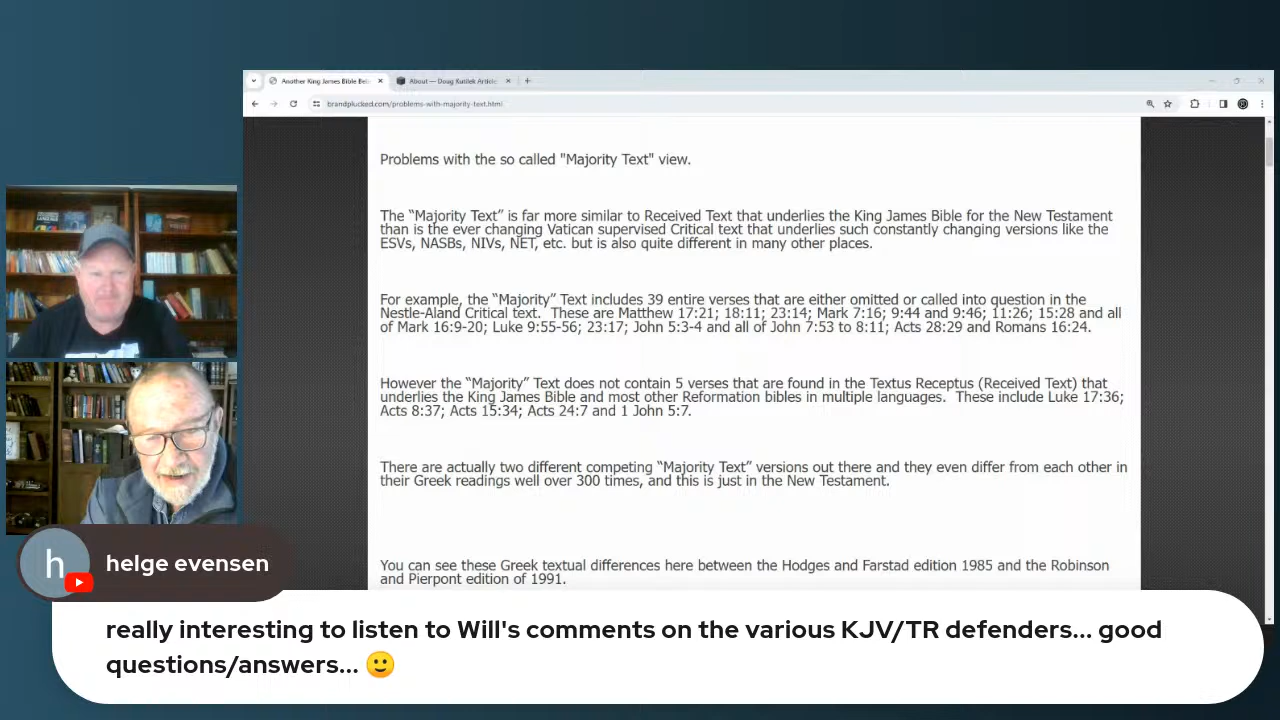 Another King James Bible Beli
About — Doug Kutilek Article
brandplucked.com/problems-with-majority-text.html
Problems with the so called "Majority Text" view.
The “Majority Text” is far more similar to Received Text that underlies the King James Bible for the New Testament
than is the ever changing Vatican supervised Critical text that underlies such constantly changing versions like the
ESVs, NASBs, NIVs, NET, etc. but is also quite different in many other places.
For example, the “Majority” Text includes 39 entire verses that are either omitted or called into question in the
Nestle-Aland Critical text.  These are Matthew 17:21; 18:11; 23:14; Mark 7:16; 9:44 and 9:46; 11:26; 15:28 and all
of Mark 16:9-20; Luke 9:55-56; 23:17; John 5:3-4 and all of John 7:53 to 8:11; Acts 28:29 and Romans 16:24.
However the “Majority” Text does not contain 5 verses that are found in the Textus Receptus (Received Text) that
underlies the King James Bible and most other Reformation bibles in multiple languages.  These include Luke 17:36;
Acts 8:37; Acts 15:34; Acts 24:7 and 1 John 5:7.
There are actually two different competing “Majority Text” versions out there and they even differ from each other in
their Greek readings well over 300 times, and this is just in the New Testament.
You can see these Greek textual differences here between the Hodges and Farstad edition 1985 and the Robinson
and Pierpont edition of 1991.
h
helge evensen
really interesting to listen to Will's comments on the various KJV/TR defenders... good
questions/answers... 🙂